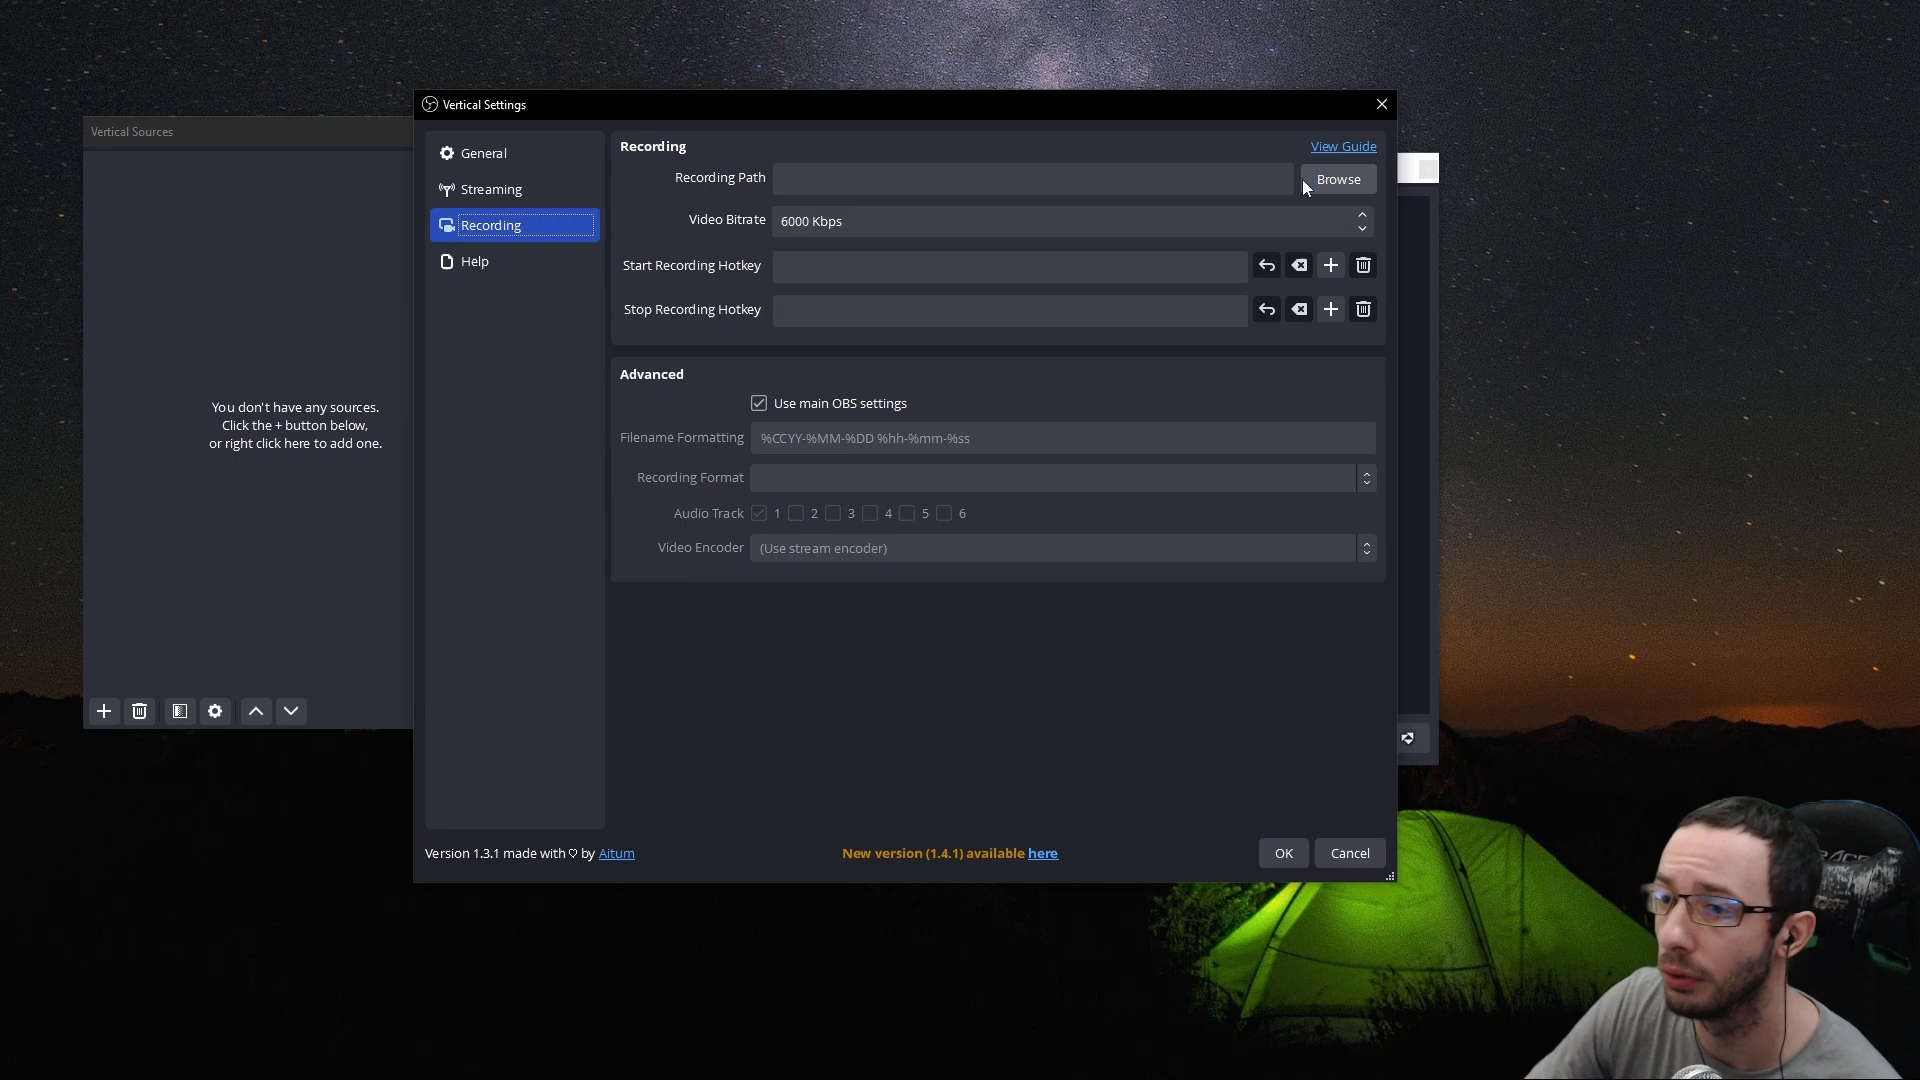 Vertical Settings
Vertical Sources
General
Streaming
Recording
Help
Recording
View Guide
Recording Path
Browse
Video Bitrate
6000 Kbps
Start Recording Hotkey
Stop Recording Hotkey
Advanced
Use main OBS settings
Filename Formatting
%CCYY-%MM-%DD %hh-%mm-%ss
Recording Format
Audio Track
1 2 3 4 5 6
Video Encoder
(Use stream encoder)
You don't have any sources.
Click the + button below,
or right click here to add one.
Version 1.3.1 made with ♡ by Aitum
New version (1.4.1) available here
OK
Cancel